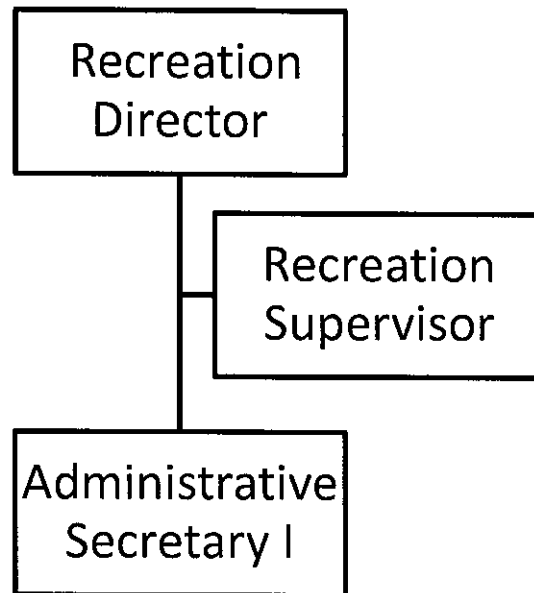 Recreation
Director
Recreation
Supervisor
Administrative
Secretary I